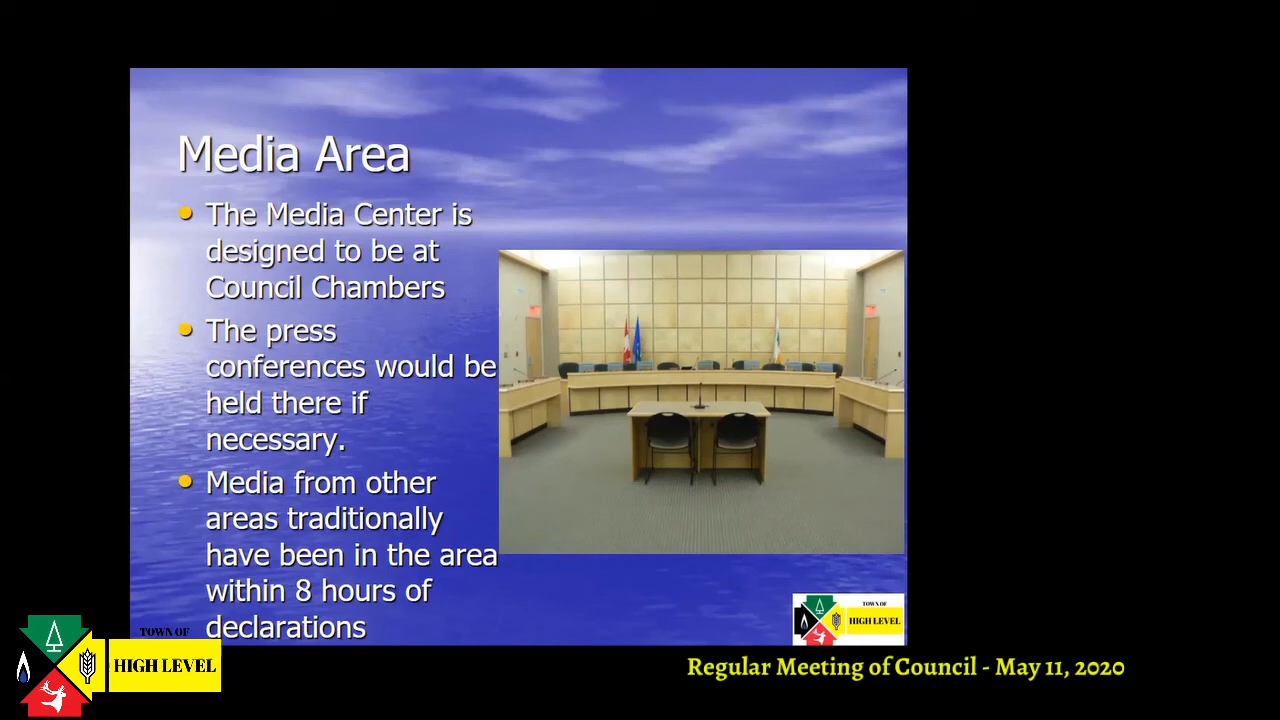 Media Area
The Media Center is
designed to be at
Council Chambers
The press
conferences would be
held there if
necessary.
Media from other
areas traditionally
have been in the area
within 8 hours of
declarations
TOWN OF
HIGH LEVEL
TOWN OF
HIGH LEVEL
Regular Meeting of Council - May 11, 2020